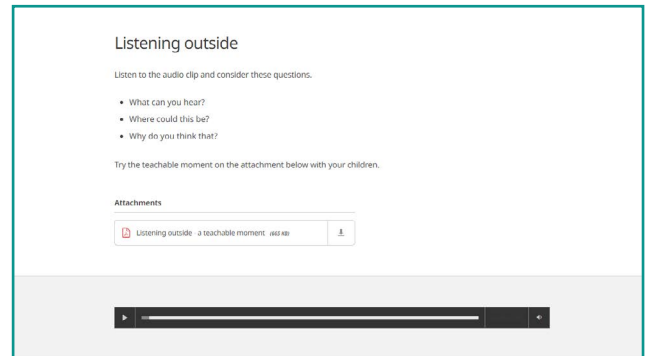 Listening outside
Listen to the audio clip and consider these questions.
• What can you hear?
• Where could this be?
• Why do you think that?
Try the teachable moment on the attachment below with your children.
Attachments
Listening outside - a teachable moment